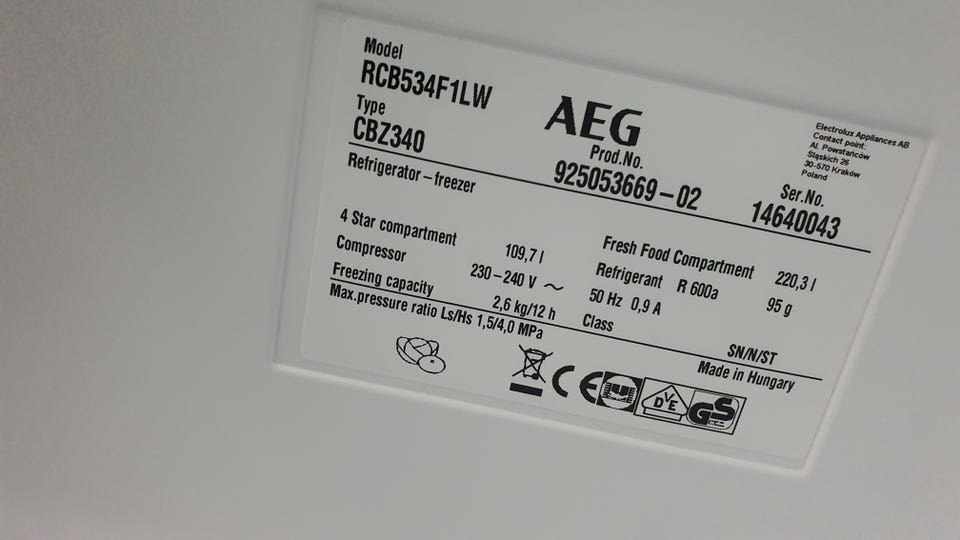 Model
RCB534F1LW
Type
CBZ340
AEG
Prod.No.
925053669-02
Electrolux Appliances AB
Contact point:
Al. Powstańców
Śląskich 26
30-570 Kraków
Poland
Ser.No.
14640043
Refrigerator-freezer
4 Star compartment 109,7 l
Fresh Food Compartment 220,3 l
Compressor 230-240 V ~
Refrigerant R 600a 95 g
50 Hz 0,9 A
Freezing capacity 2,6 kg/12 h
Class SN/N/ST
Max.pressure ratio Ls/Hs 1,5/4,0 MPa
Made in Hungary
CE
DVE
GS